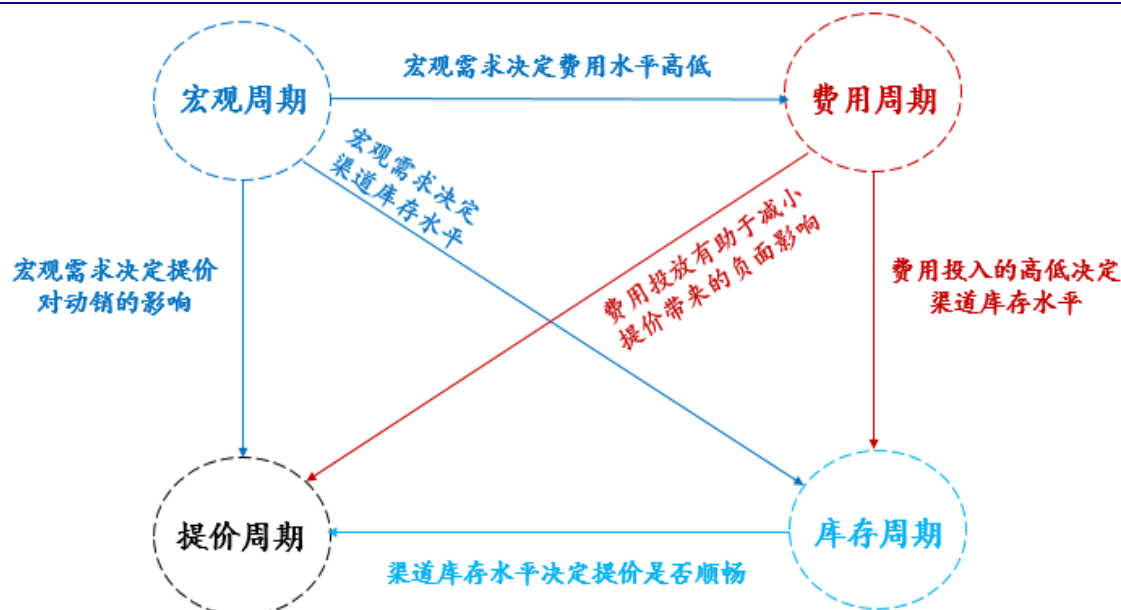 宏观需求决定费用水平高低
宏观周期
费用周期
宏观需求决定
渠道库存水平
费用投放有助于减小
提价带来的负面影响
宏观需求决定提价
对动销的影响
费用投入的高低决定
渠道库存水平
提价周期
库存周期
渠道库存水平决定提价是否顺畅